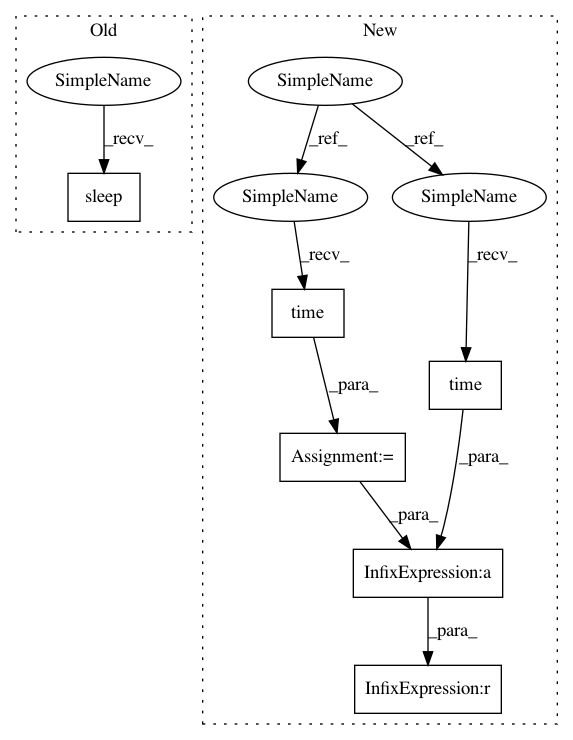 Old
New
SimpleName
SimpleName
_recv_
_ref_
_ref_
sleep
SimpleName
SimpleName
_recv_
_recv_
time
time
_para_
_para_
Assignment:=
_para_
InfixExpression:a
_para_
InfixExpression:r